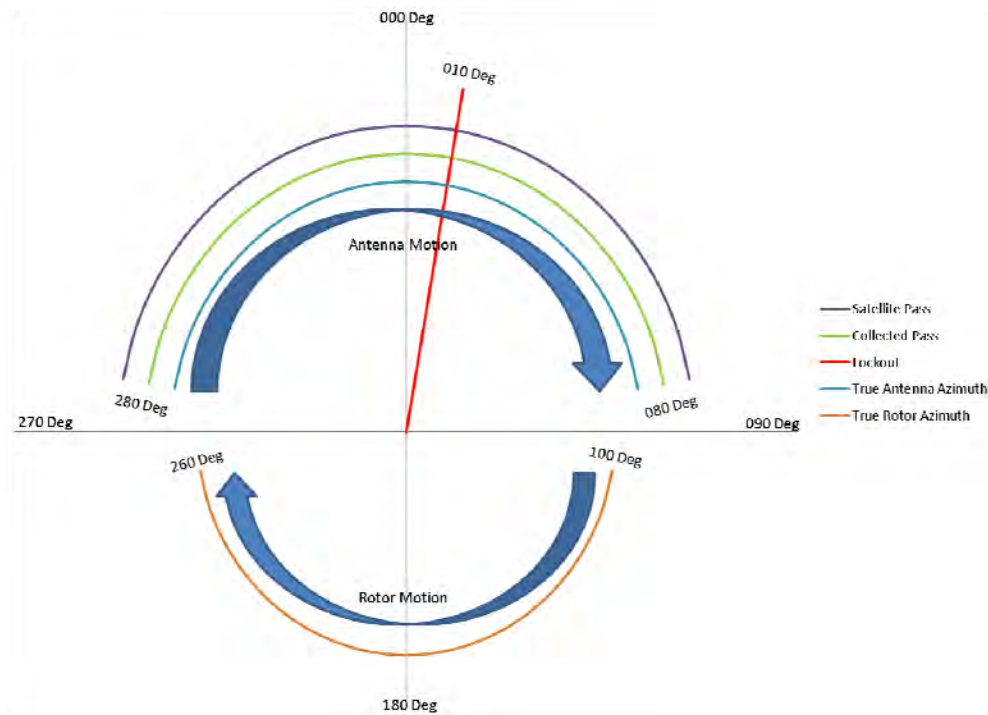 000 Deg
010 Deg
Antenna Motion
280 Deg
080 Deg
270 Deg
090 Deg
260 Deg
100 Deg
Rotor Motion
180 Deg
Satellite Pass
Collected Pass
Lockout
True Antenna Azimuth
True Rotor Azimuth